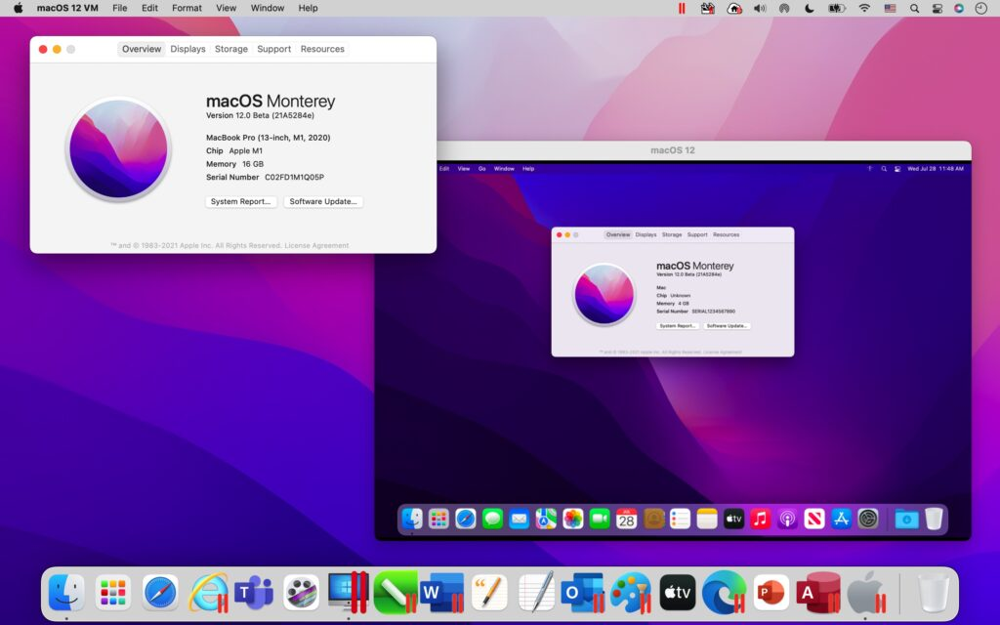 macOS 12 VM File Edit Format View Window Help
Overview Displays Storage Support Resources
macOS Monterey
Version 12.0 Beta (21A5284e)
MacBook Pro (13-inch, M1, 2020)
Chip Apple M1
Memory 16 GB
Serial Number C02FD1M1Q05P
System Report... Software Update...
™ and © 1983-2021 Apple Inc. All Rights Reserved. License Agreement
macOS 12
Edit View Go Window Help Wed Jul 28 11:48 AM
Overview Displays Storage Support Resources
macOS Monterey
Version 12.0 Beta (21A5284e)
Mac
Chip Unknown
Memory 4 GB
Serial Number SERIAL1234567890
System Report... Software Update...
™ and © 1983-2021 Apple Inc. All Rights Reserved. License Agreement
JUL
28
tv
T
W
O
tv
P
A